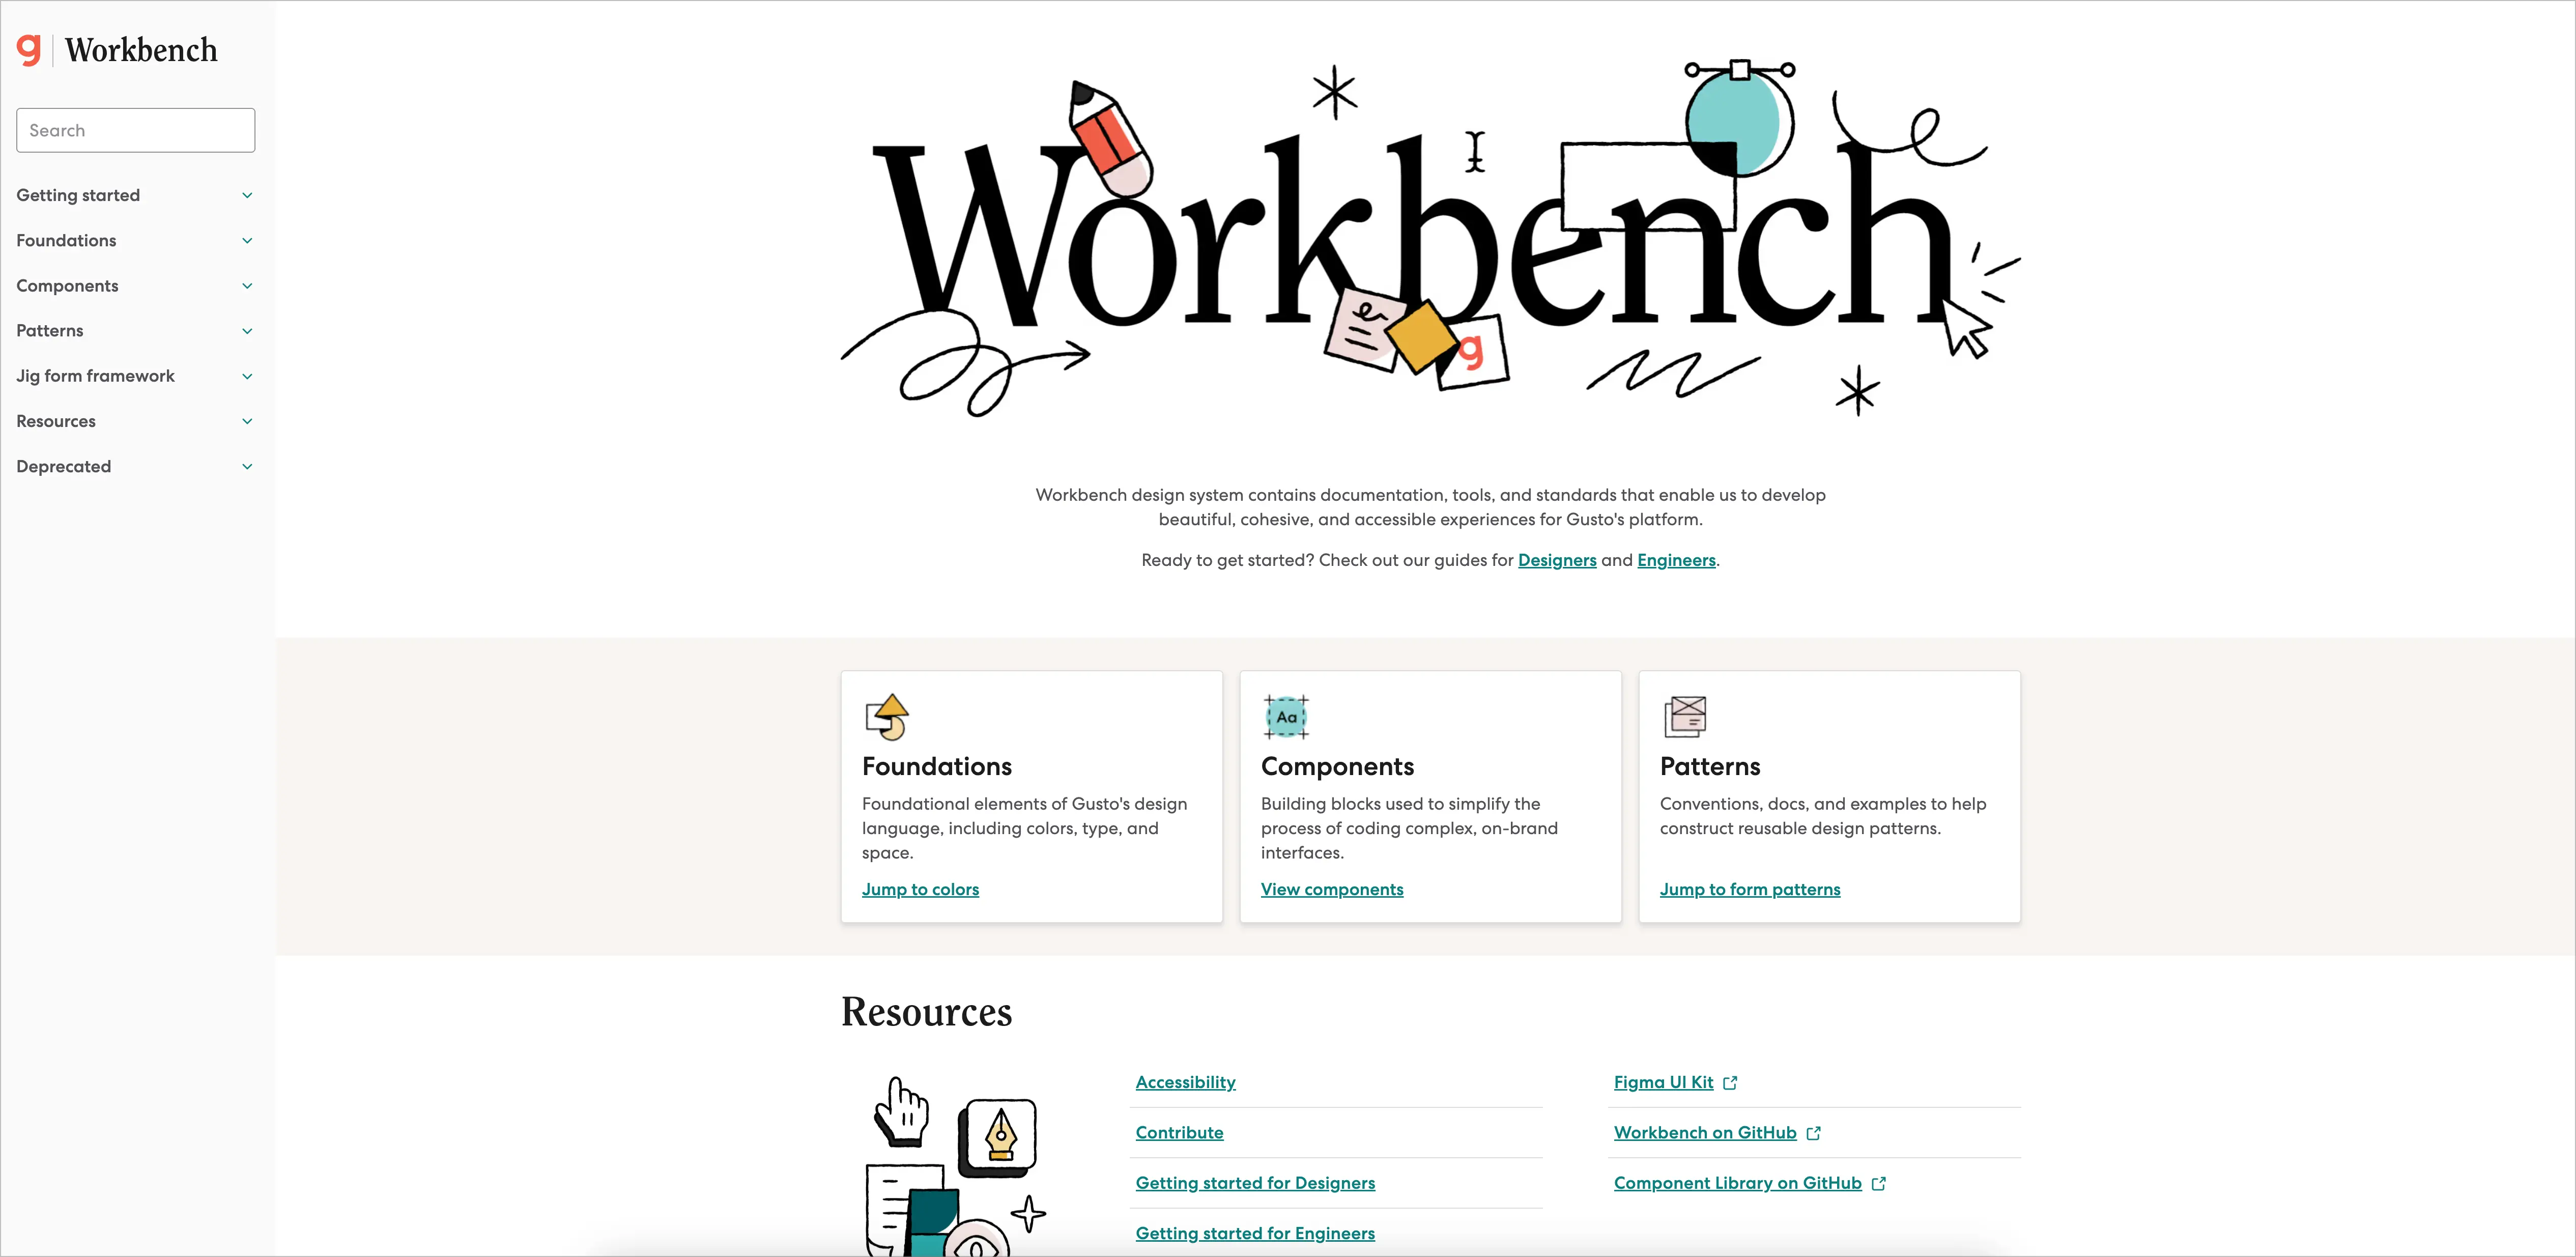 g Workbench
Search
Getting started
Foundations
Components
Patterns
Jig form framework
Resources
Deprecated
Workbench
g
Workbench design system contains documentation, tools, and standards that enable us to develop
beautiful, cohesive, and accessible experiences for Gusto's platform.
Ready to get started? Check out our guides for Designers and Engineers.
Foundations
Foundational elements of Gusto's design
language, including colors, type, and
space.
Jump to colors
Aa
Components
Building blocks used to simplify the
process of coding complex, on-brand
interfaces.
View components
Patterns
Conventions, docs, and examples to help
construct reusable design patterns.
Jump to form patterns
Resources
Accessibility
Contribute
Getting started for Designers
Getting started for Engineers
Figma UI Kit
Workbench on GitHub
Component Library on GitHub